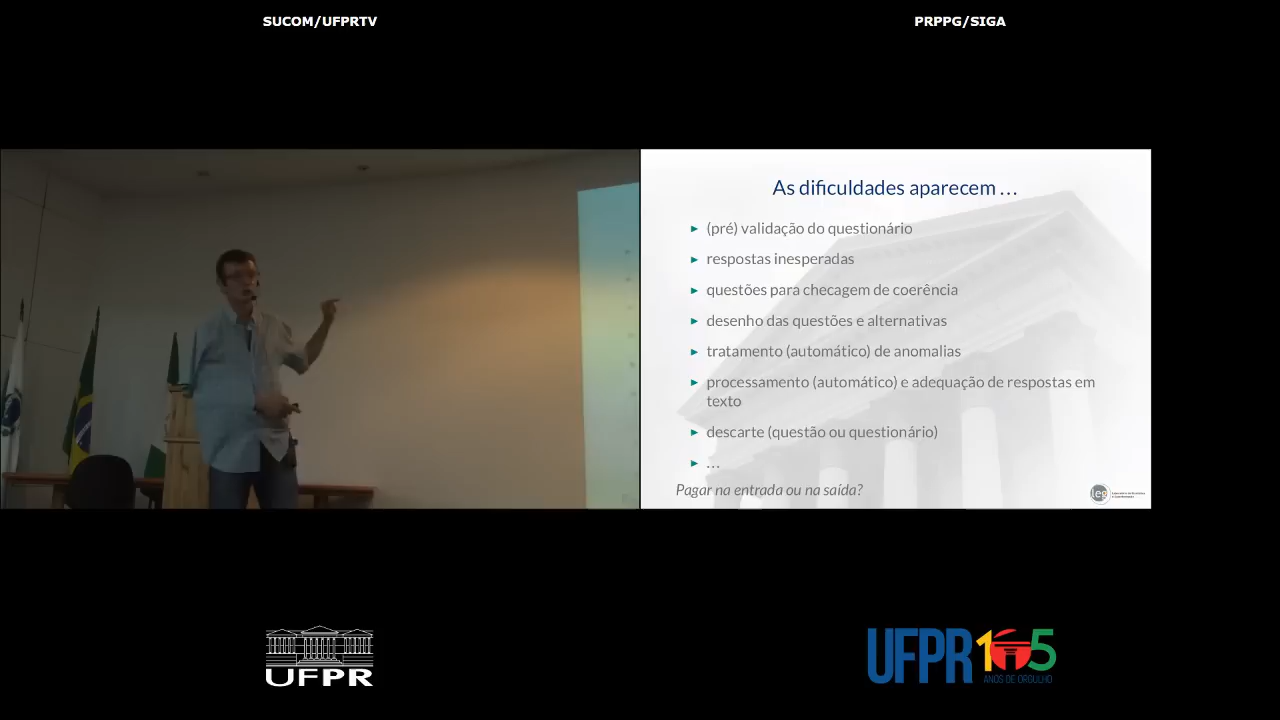 SUCOM/UFPRTV
PRPPG/SIGA
As dificuldades aparecem ...
(pré) validação do questionário
respostas inesperadas
questões para checagem de coerência
desenho das questões e alternativas
tratamento (automático) de anomalias
processamento (automático) e adequação de respostas em
texto
descarte (questão ou questionário)
...
Pagar na entrada ou na saída?
leg
UFPR
UFPR 105
ANOS DE ORGULHO